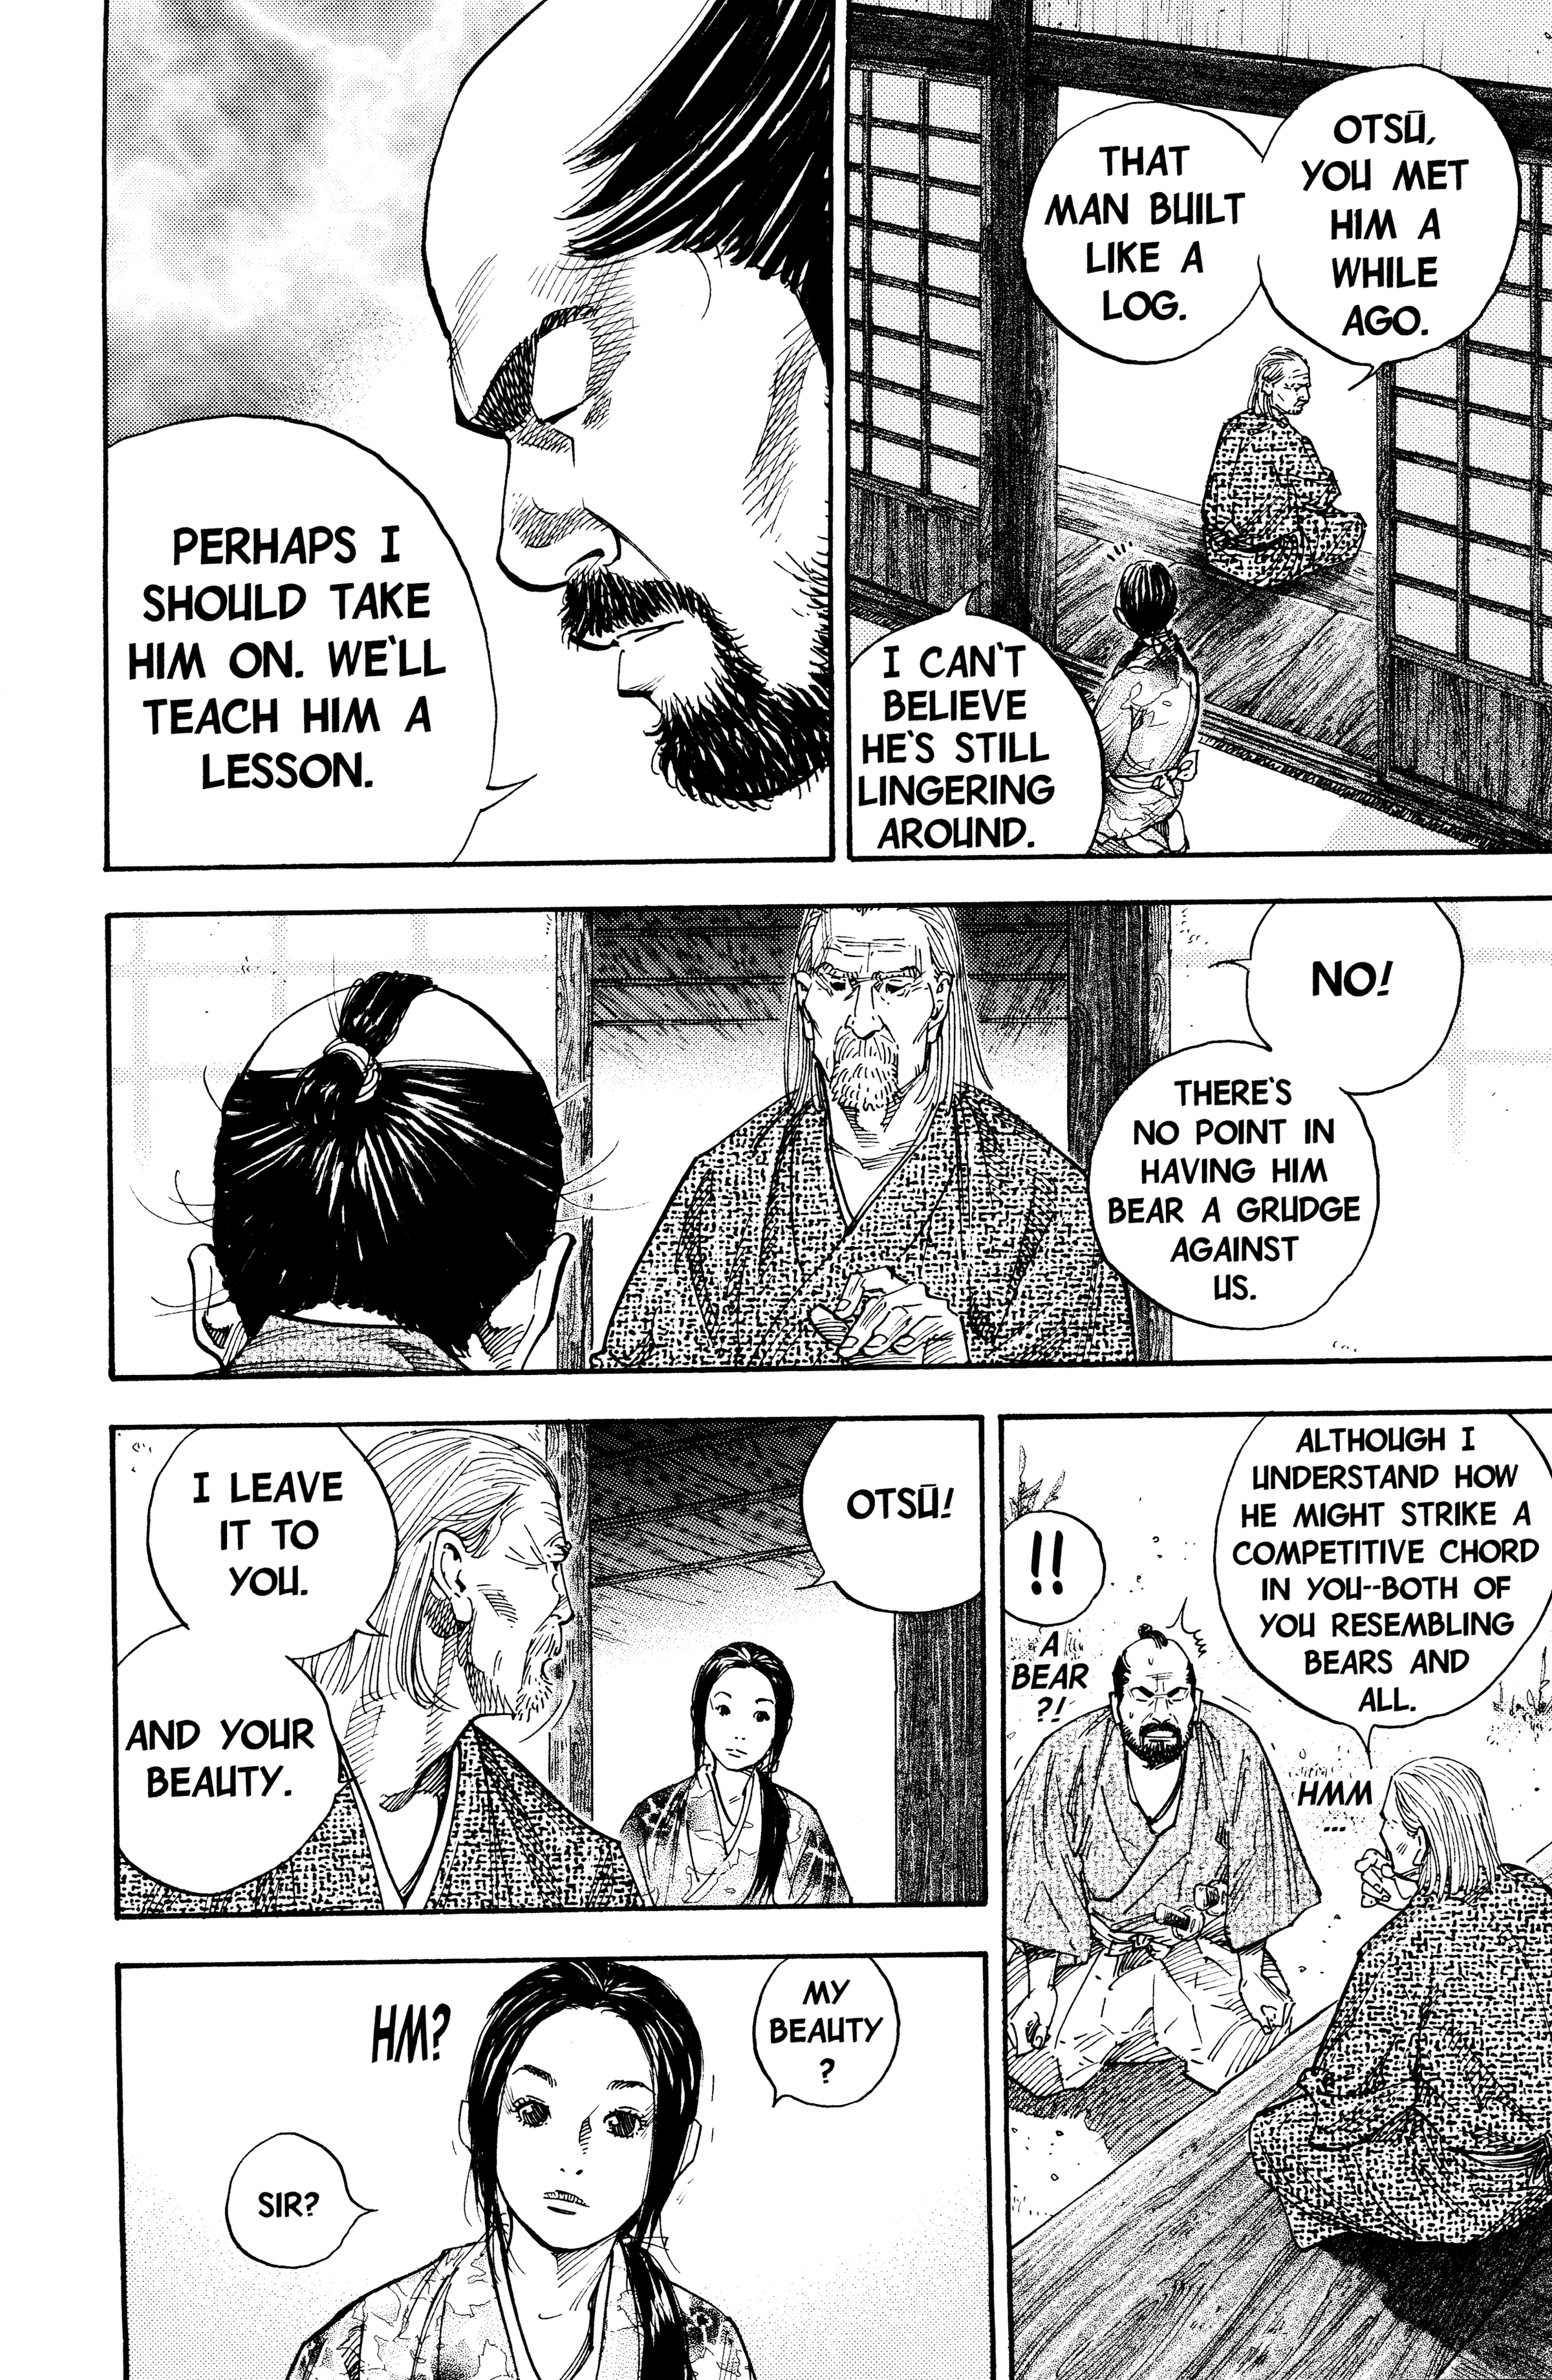 OTSŪ,
YOU MET
HIM A
WHILE
AGO.
THAT
MAN BUILT
LIKE A
LOG.
I CAN'T
BELIEVE
HE'S STILL
LINGERING
AROUND.
PERHAPS I
SHOULD TAKE
HIM ON. WE'LL
TEACH HIM A
LESSON.
NO!
THERE'S
NO POINT IN
HAVING HIM
BEAR A GRUDGE
AGAINST
US.
ALTHOUGH I
UNDERSTAND HOW
HE MIGHT STRIKE A
COMPETITIVE CHORD
IN YOU--BOTH OF
YOU RESEMBLING
BEARS AND
ALL.
!!
A
BEAR
?!
HMM
...
OTSŪ!
I LEAVE
IT TO
YOU.
AND YOUR
BEAUTY.
MY
BEAUTY
?
HM?
SIR?